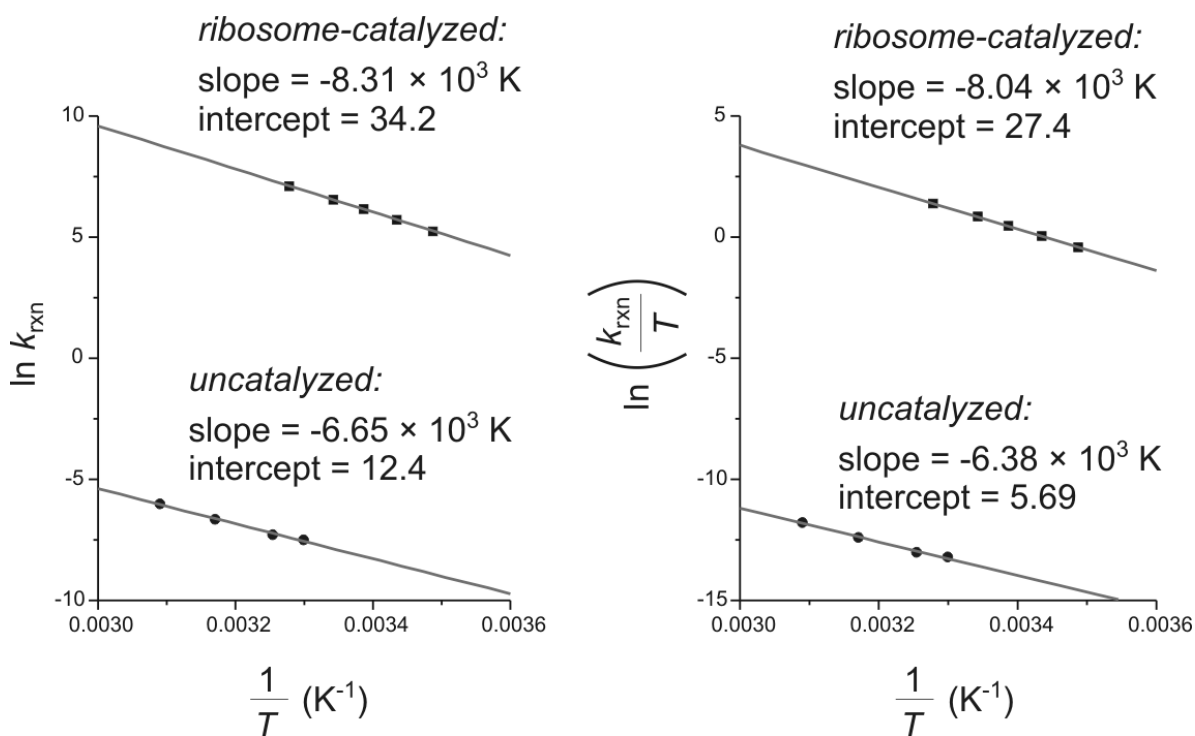 ribosome-catalyzed:
slope = -8.31 × 10³ K
intercept = 34.2
10
5
0
-5
-10
ln k_rxn
uncatalyzed:
slope = -6.65 × 10³ K
intercept = 12.4
0.0030
0.0032
0.0034
0.0036
1
T
(K⁻¹)
ribosome-catalyzed:
slope = -8.04 × 10³ K
intercept = 27.4
5
0
-5
-10
-15
ln (k_rxn / T)
uncatalyzed:
slope = -6.38 × 10³ K
intercept = 5.69
0.0030
0.0032
0.0034
0.0036
1
T
(K⁻¹)